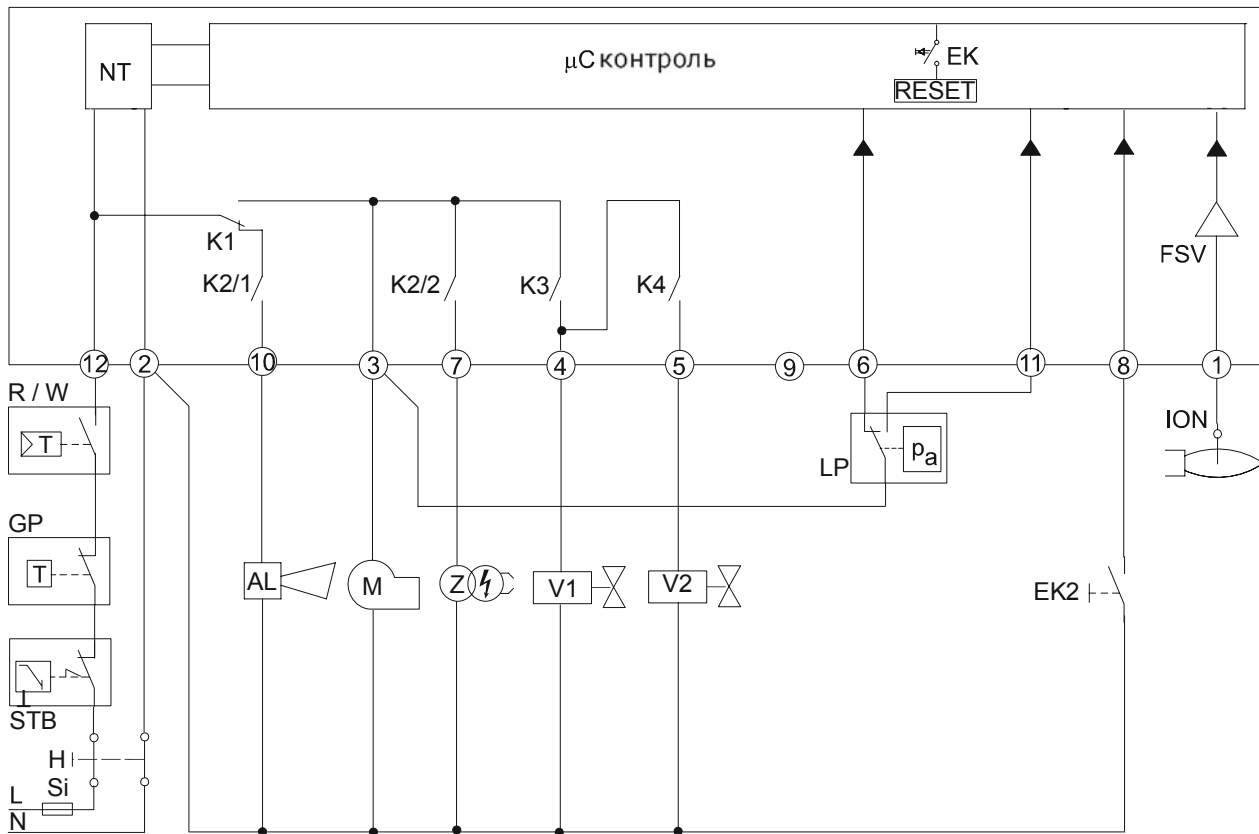 NT
μC контроль
EK
RESET
FSV
K1
K2/1
K2/2
K3
K4
12
2
10
3
7
4
5
9
6
11
8
1
R / W
T
LP
pa
ION
GP
T
AL
M
Z
V1
V2
EK2
STB
H
Si
L
N